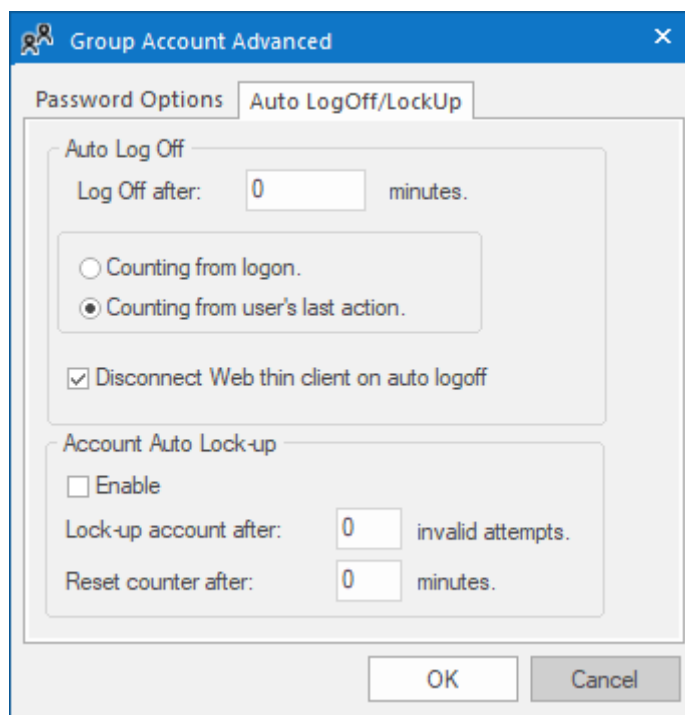 Group Account Advanced
Password Options Auto LogOff/LockUp
Auto Log Off
Log Off after: 0 minutes.
Counting from logon.
Counting from user's last action.
Disconnect Web thin client on auto logoff
Account Auto Lock-up
Enable
Lock-up account after: 0 invalid attempts.
Reset counter after: 0 minutes.
OK Cancel